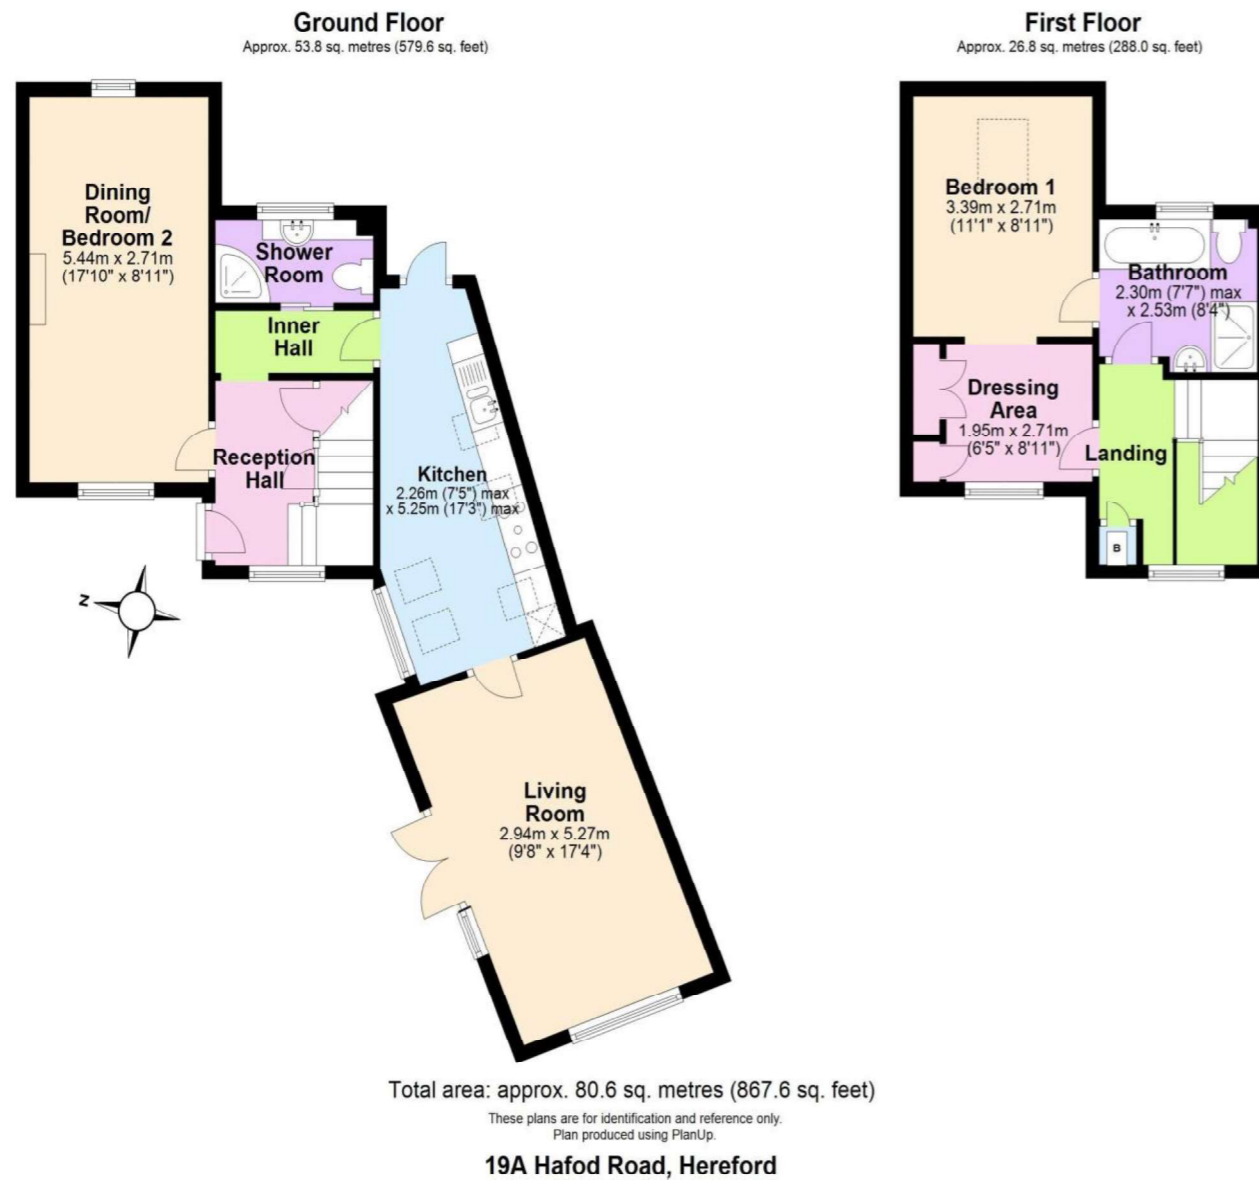 Ground Floor
Approx. 53.8 sq. metres (579.6 sq. feet)
Dining
Room/
Bedroom 2
5.44m x 2.71m
(17'10" x 8'11")
Shower
Room
Inner
Hall
Reception
Hall
Kitchen
2.26m (7'5") max
x 5.25m (17'3") max
N
Living
Room
2.94m x 5.27m
(9'8" x 17'4")
First Floor
Approx. 26.8 sq. metres (288.0 sq. feet)
Bedroom 1
3.39m x 2.71m
(11'1" x 8'11")
Bathroom
2.30m (7'7") max
x 2.53m (8'4")
Dressing
Area
1.95m x 2.71m
(6'5" x 8'11")
Landing
B
Total area: approx. 80.6 sq. metres (867.6 sq. feet)
These plans are for identification and reference only.
Plan produced using PlanUp.
19A Hafod Road, Hereford